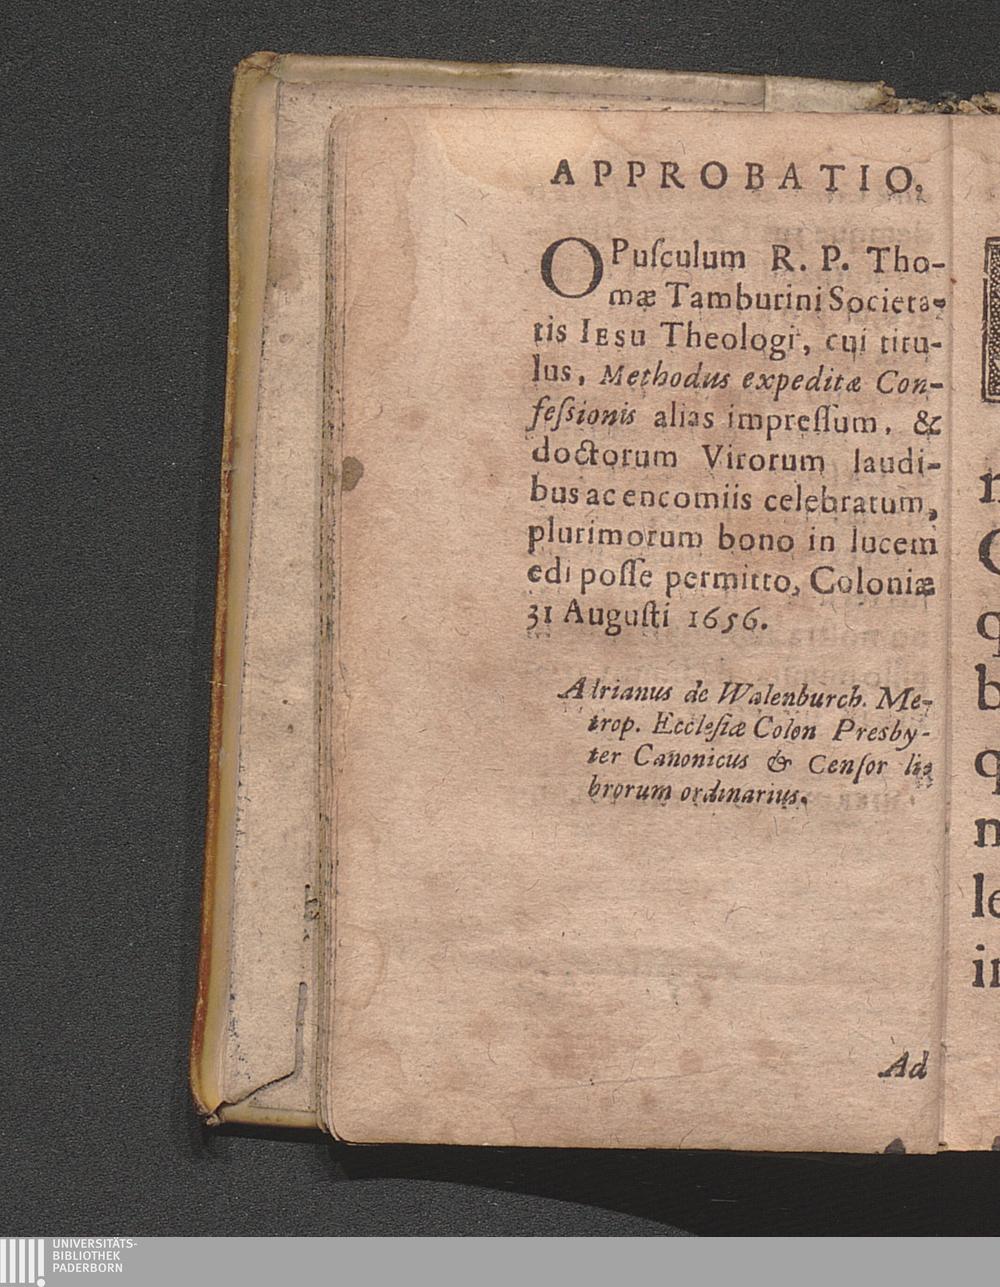 APPROBATIO.
OPuſculum R. P. Tho-
mæ Tamburini Societa-
tis IESU Theologi, cui titu-
lus, Methodus expeditæ Con-
feſsionis alias impreſſum, &
doctorum Virorum laudi-
bus ac encomiis celebratum,
plurimorum bono in lucem
edi poſſe permitto, Coloniæ
31 Auguſti 1656.
Adrianus de Walenburch. Me-
trop. Eccleſiæ Colon Presby-
ter Canonicus & Cenſor li-
brorum ordinarius.
Ad
UNIVERSITÄTS-
BIBLIOTHEK
PADERBORN